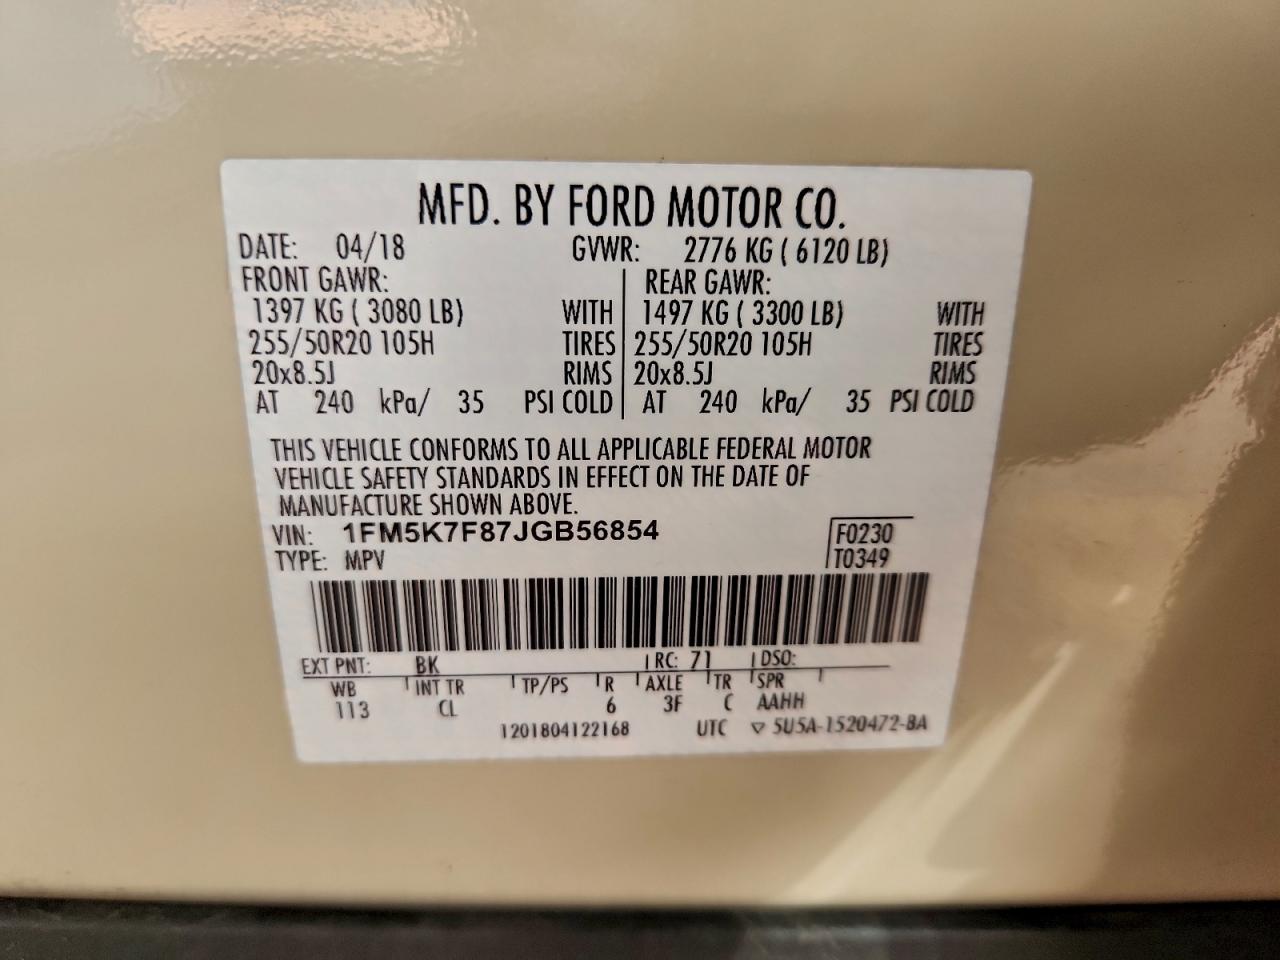 MFD. BY FORD MOTOR CO.
DATE: 04/18 GVWR: 2776 KG ( 6120 LB)
FRONT GAWR: REAR GAWR:
1397 KG ( 3080 LB) WITH 1497 KG ( 3300 LB) WITH
255/50R20 105H TIRES 255/50R20 105H TIRES
20x8.5J RIMS 20x8.5J RIMS
AT 240 kPa/ 35 PSI COLD AT 240 kPa/ 35 PSI COLD
THIS VEHICLE CONFORMS TO ALL APPLICABLE FEDERAL MOTOR
VEHICLE SAFETY STANDARDS IN EFFECT ON THE DATE OF
MANUFACTURE SHOWN ABOVE.
VIN: 1FM5K7F87JGB56854 F0230
TYPE: MPV T0349
EXT PNT: BK RC: 71 DSO:
WB INT TR TP/PS R AXLE TR SPR
113 CL 6 3F C AAHH
1201804122168 UTC ▽ 5U5A-1520472-BA